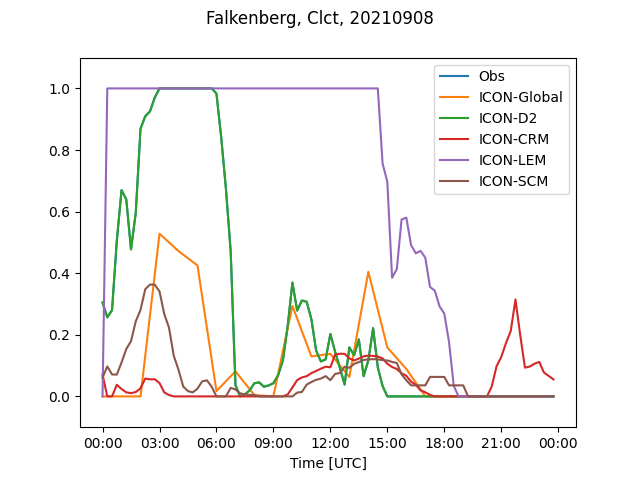 Falkenberg, Clct, 20210908
1.0
0.8
0.6
0.4
0.2
0.0
Obs
ICON-Global
ICON-D2
ICON-CRM
ICON-LEM
ICON-SCM
00:00 03:00 06:00 09:00 12:00 15:00 18:00 21:00 00:00
Time [UTC]